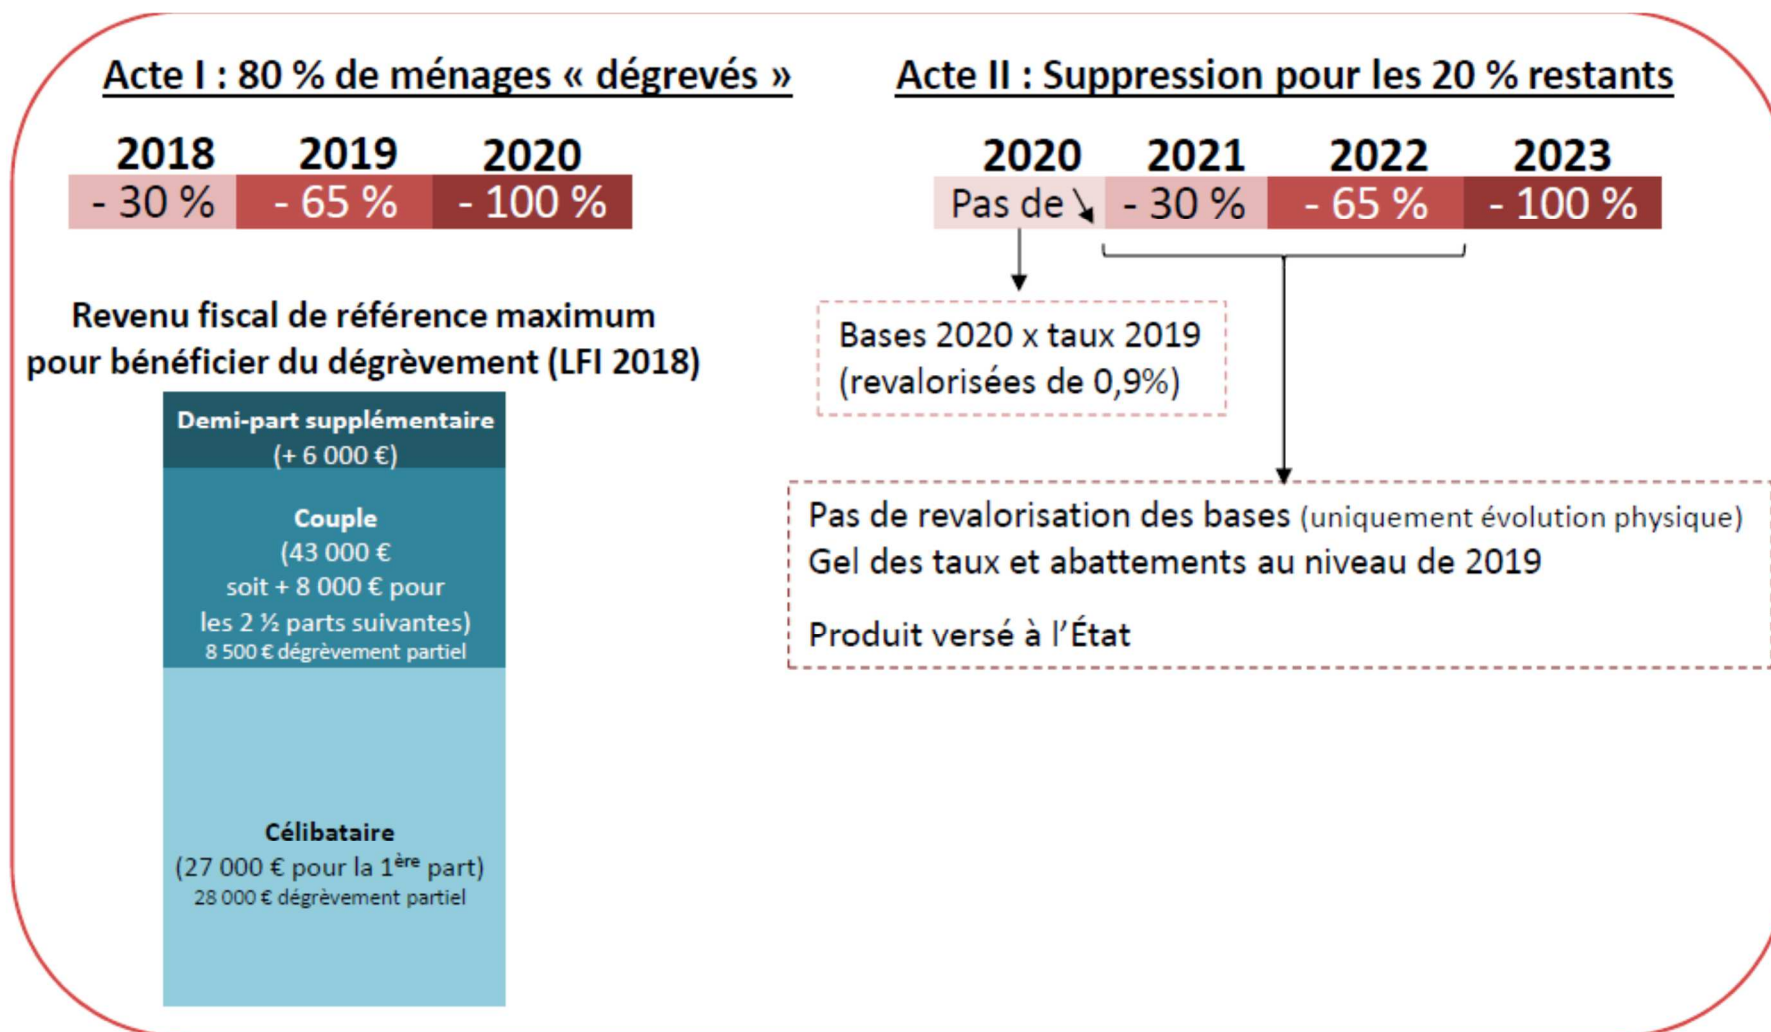 Acte I : 80 % de ménages « dégrevés »
2018 2019 2020
- 30 % - 65 % - 100 %
Revenu fiscal de référence maximum
pour bénéficier du dégrèvement (LFI 2018)
Demi-part supplémentaire
(+ 6 000 €)
Couple
(43 000 €
soit + 8 000 € pour
les 2 ½ parts suivantes)
8 500 € dégrèvement partiel
Célibataire
(27 000 € pour la 1ère part)
28 000 € dégrèvement partiel
Acte II : Suppression pour les 20 % restants
2020 2021 2022 2023
Pas de ↘ - 30 % - 65 % - 100 %
Bases 2020 x taux 2019
(revalorisées de 0,9%)
Pas de revalorisation des bases (uniquement évolution physique)
Gel des taux et abattements au niveau de 2019
Produit versé à l’État